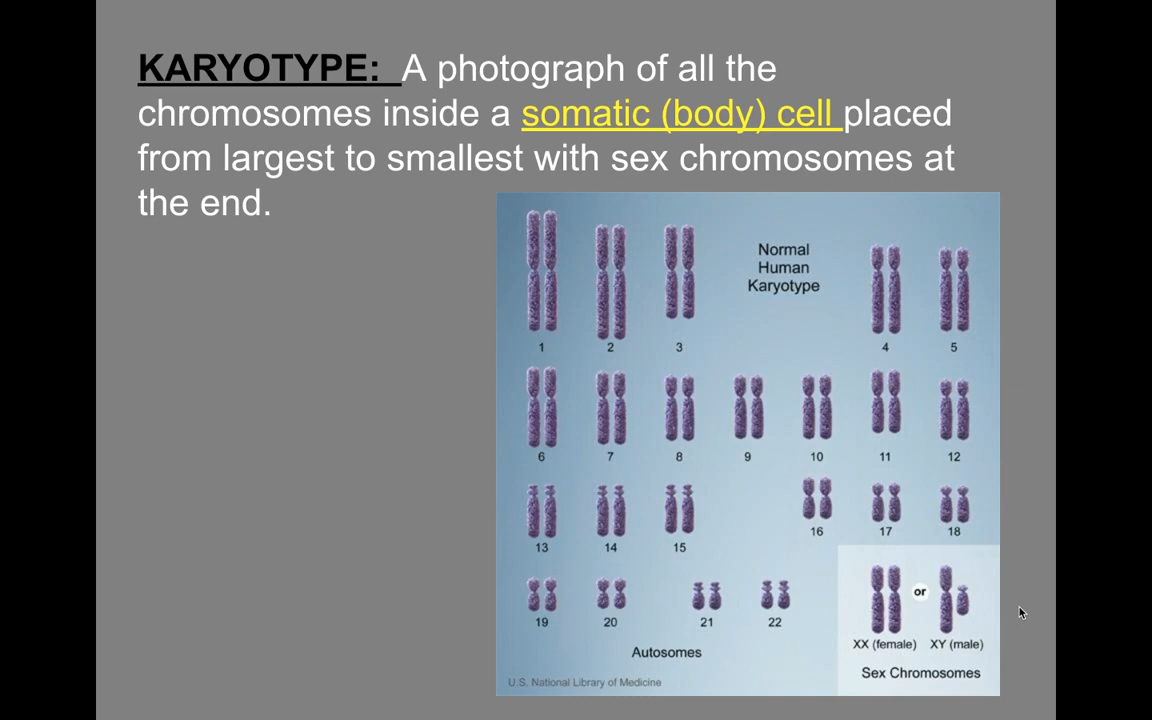 KARYOTYPE: A photograph of all the
chromosomes inside a somatic (body) cell placed
from largest to smallest with sex chromosomes at
the end.
Normal
Human
Karyotype
1 2 3 4 5
6 7 8 9 10 11 12
13 14 15 16 17 18
19 20 21 22
or
XX (female) XY (male)
Autosomes
Sex Chromosomes
U.S. National Library of Medicine